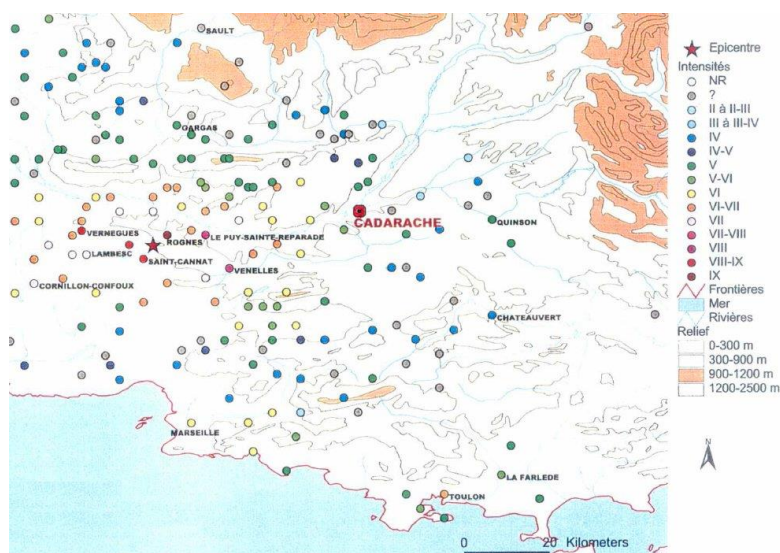 SAULT
GARGAS
CADARACHE
QUINSON
VERNEGUES
ROGNES
LE PUY-SAINTE-REPARADE
LAMBESC
SAINT-CANNAT
VENELLES
CORNILLON-CONFOUX
CHATEAUVERT
MARSEILLE
LA FARLEDE
TOULON
0 20 Kilometers
Epicentre
Intensités
NR
?
II à II-III
III à III-IV
IV
IV-V
V
V-VI
VI
VI-VII
VII
VII-VIII
VIII
VIII-IX
IX
Frontières
Mer
Rivières
Relief
0-300 m
300-900 m
900-1200 m
1200-2500 m
N